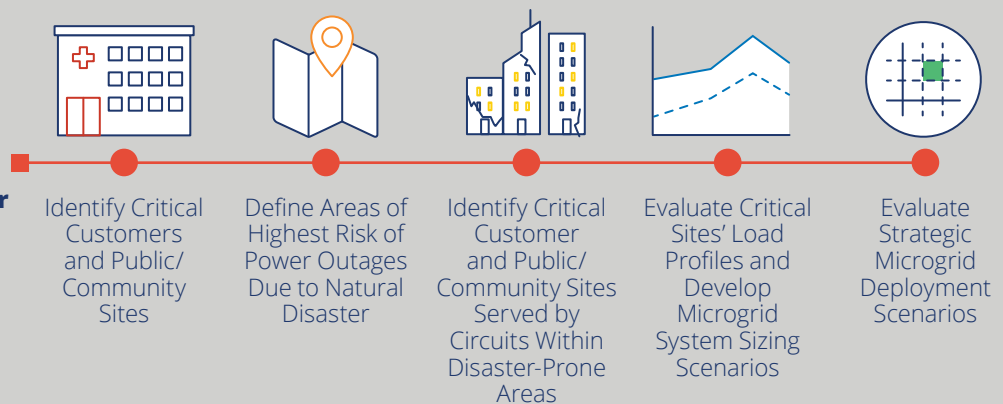 r
Identify Critical
Customers
and Public/
Community
Sites
Define Areas of
Highest Risk of
Power Outages
Due to Natural
Disaster
Identify Critical
Customer
and Public/
Community Sites
Served by
Circuits Within
Disaster-Prone
Areas
Evaluate Critical
Sites' Load
Profiles and
Develop
Microgrid
System Sizing
Scenarios
Evaluate
Strategic
Microgrid
Deployment
Scenarios